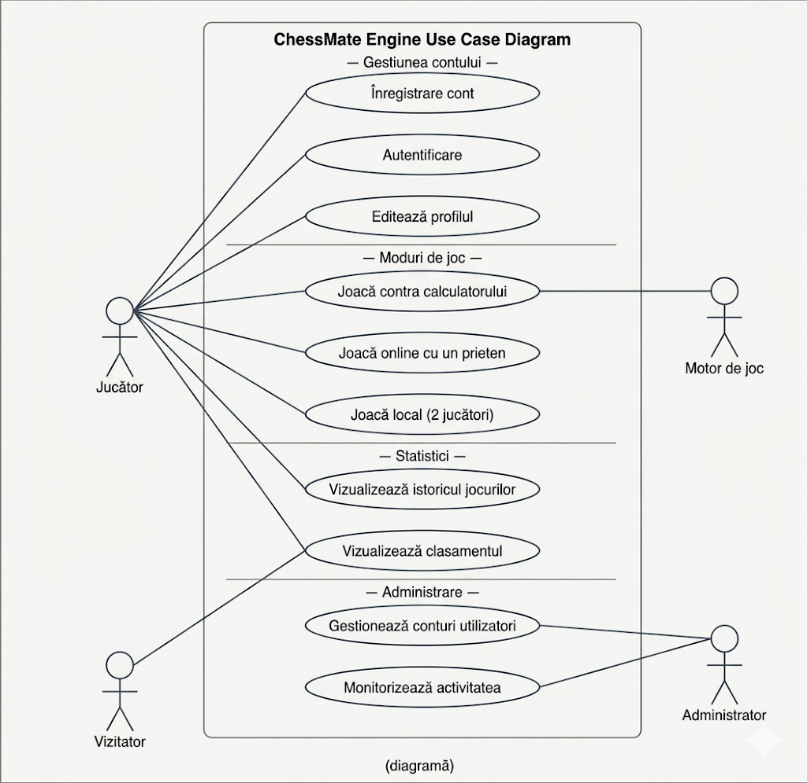 ChessMate Engine Use Case Diagram
— Gestiunea contului —
Înregistrare cont
Autentificare
Editează profilul
— Moduri de joc —
Joacă contra calculatorului
Joacă online cu un prieten
Joacă local (2 jucători)
— Statistici —
Vizualizează istoricul jocurilor
Vizualizează clasamentul
— Administrare —
Gestionează conturi utilizatori
Monitorizează activitatea
Jucător
Vizitator
Motor de joc
Administrator
(diagramă)